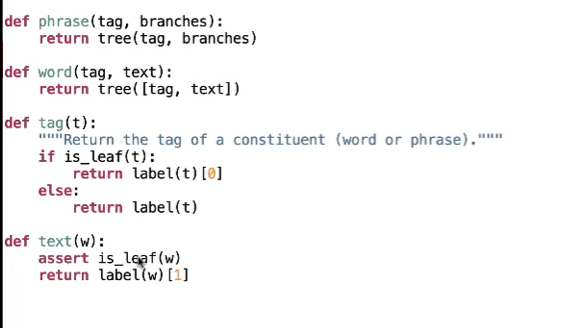 def phrase(tag, branches):
    return tree(tag, branches)
def word(tag, text):
    return tree([tag, text])
def tag(t):
    """Return the tag of a constituent (word or phrase)."""
    if is_leaf(t):
        return label(t)[0]
    else:
        return label(t)
def text(w):
    assert is_leaf(w)
    return label(w)[1]